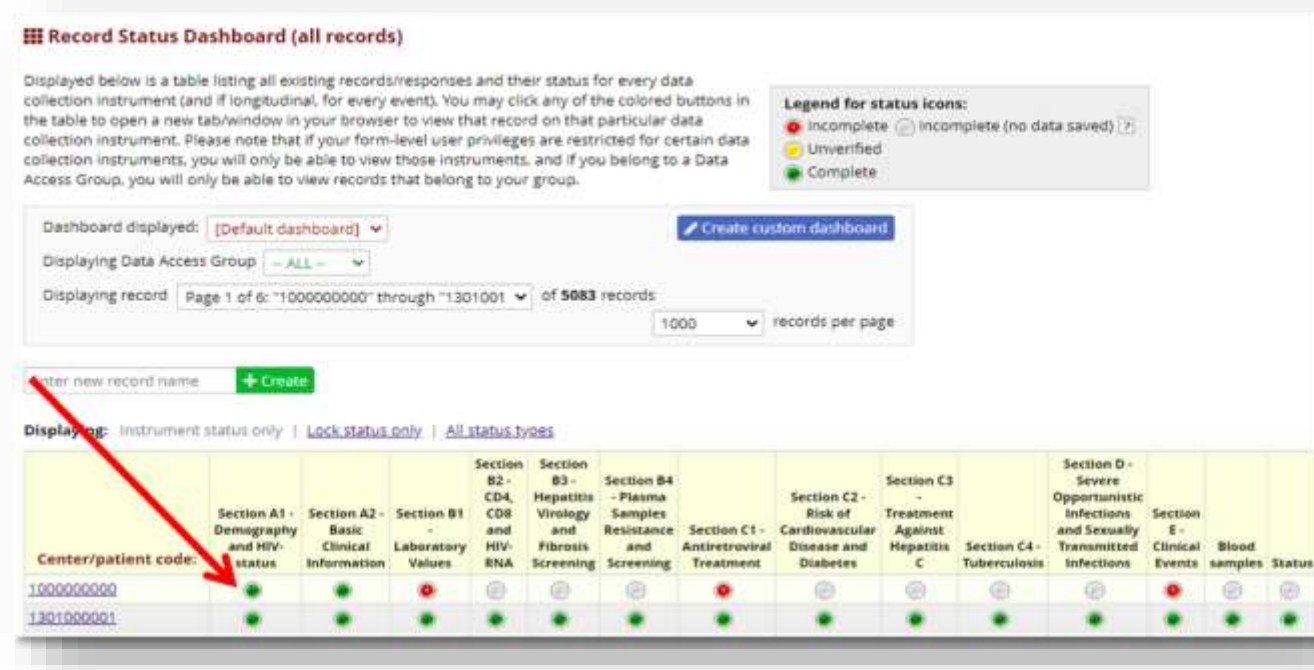 Record Status Dashboard (all records)
Displayed below is a table listing all existing records/responses and their status for every data
collection instrument (and if longitudinal, for every event). You may click any of the colored buttons in
the table to open a new tab/window in your browser to view that record on that particular data
collection instrument. Please note that if your form-level user privileges are restricted for certain data
collection instruments, you will only be able to view those instruments, and if you belong to a Data
Access Group, you will only be able to view records that belong to your group.
Legend for status icons:
Incomplete Incomplete (no data saved) ?
Unverified
Complete
Dashboard displayed: [Default dashboard] Create custom dashboard
Displaying Data Access Group -- ALL --
Displaying record Page 1 of 6: "1000000000" through "1301001 of 5083 records
1000 records per page
Enter new record name + Create
Displaying: Instrument status only | Lock status only | All status types
Center/patient code:
Section A1 -
Demography
and HIV-
status
Section A2 -
Basic
Clinical
Information
Section B1
-
Laboratory
Values
Section
B2 -
CD4,
CD8
and
HIV-
RNA
Section
B3 -
Hepatitis
Virology
and
Fibrosis
Screening
Section B4
- Plasma
Samples
Resistance
and
Screening
Section C1 -
Antiretroviral
Treatment
Section C2 -
Risk of
Cardiovascular
Disease and
Diabetes
Section C3
-
Treatment
Against
Hepatitis
C
Section C4 -
Tuberculosis
Section D -
Severe
Opportunistic
Infections
and Sexually
Transmitted
Infections
Section
E -
Clinical
Events
Blood
samples
Status
1000000000
1301000001